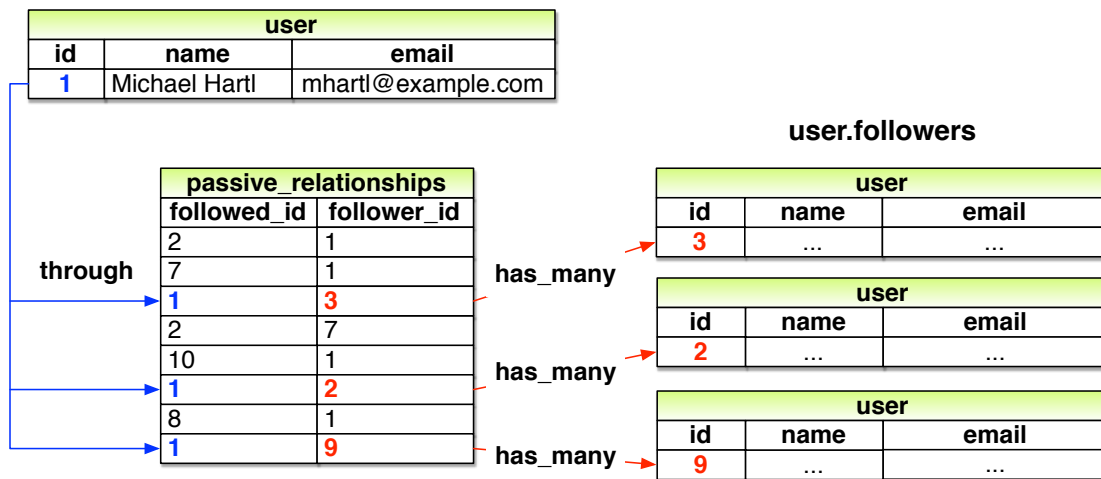 user
id name email
1 Michael Hartl mhartl@example.com
user.followers
passive_relationships
followed_id follower_id
2 1
7 1
1 3
2 7
10 1
1 2
8 1
1 9
through
has_many
has_many
has_many
user
id name email
3 ... ...
user
id name email
2 ... ...
user
id name email
9 ... ...